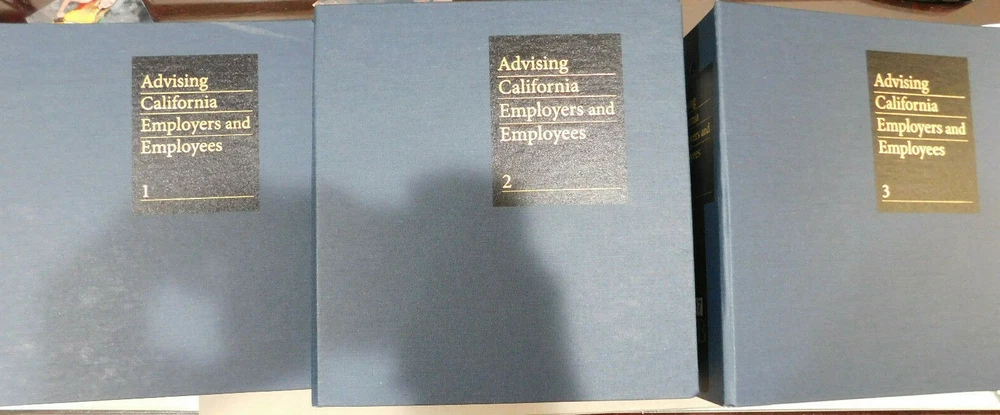 Advising
California
Employers and
Employees
1
Advising
California
Employers and
Employees
2
Advising
California
Employers and
Employees
3